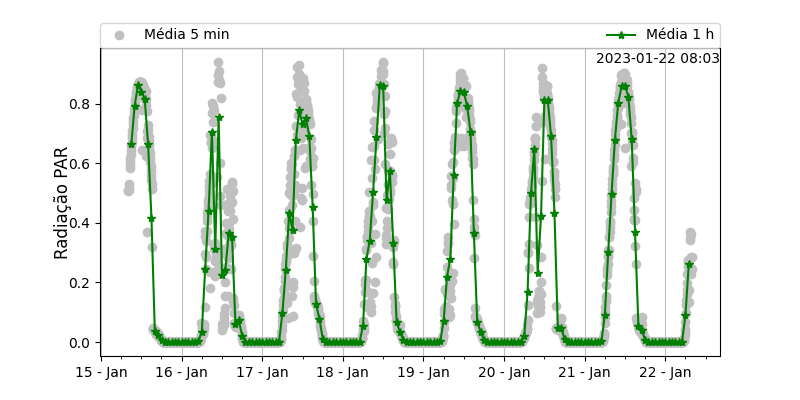 Média 5 min
Média 1 h
2023-01-22 08:03
Radiação PAR
0.8
0.6
0.4
0.2
0.0
15 - Jan
16 - Jan
17 - Jan
18 - Jan
19 - Jan
20 - Jan
21 - Jan
22 - Jan